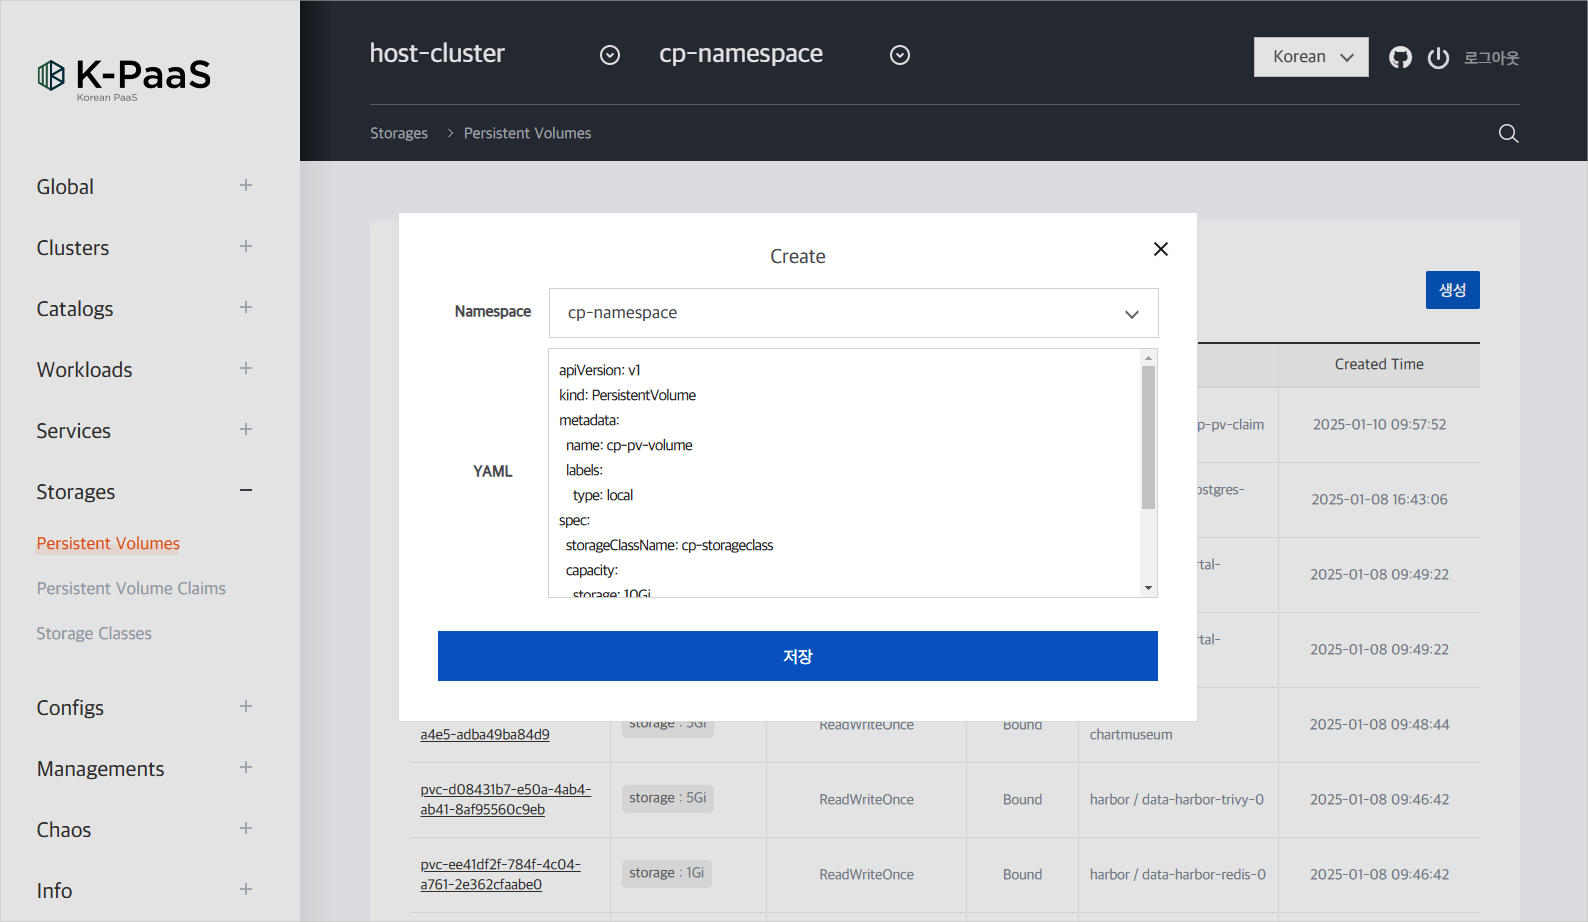 K-PaaS
Korean PaaS
host-cluster
cp-namespace
Korean
로그아웃
Storages > Persistent Volumes
Global
Clusters
Catalogs
Workloads
Services
Storages
Persistent Volumes
Persistent Volume Claims
Storage Classes
Configs
Managements
Chaos
Info
생성
Create
Namespace
cp-namespace
YAML
apiVersion: v1
kind: PersistentVolume
metadata:
name: cp-pv-volume
labels:
type: local
spec:
storageClassName: cp-storageclass
capacity:
storage: 10Gi
저장
Created Time
p-pv-claim
2025-01-10 09:57:52
ostgres-
2025-01-08 16:43:06
rtal-
2025-01-08 09:49:22
rtal-
2025-01-08 09:49:22
a4e5-adba49ba84d9
storage : 5Gi
ReadWriteOnce
Bound
chartmuseum
2025-01-08 09:48:44
pvc-d08431b7-e50a-4ab4-
ab41-8af95560c9eb
storage : 5Gi
ReadWriteOnce
Bound
harbor / data-harbor-trivy-0
2025-01-08 09:46:42
pvc-ee41df2f-784f-4c04-
a761-2e362cfaabe0
storage : 1Gi
ReadWriteOnce
Bound
harbor / data-harbor-redis-0
2025-01-08 09:46:42